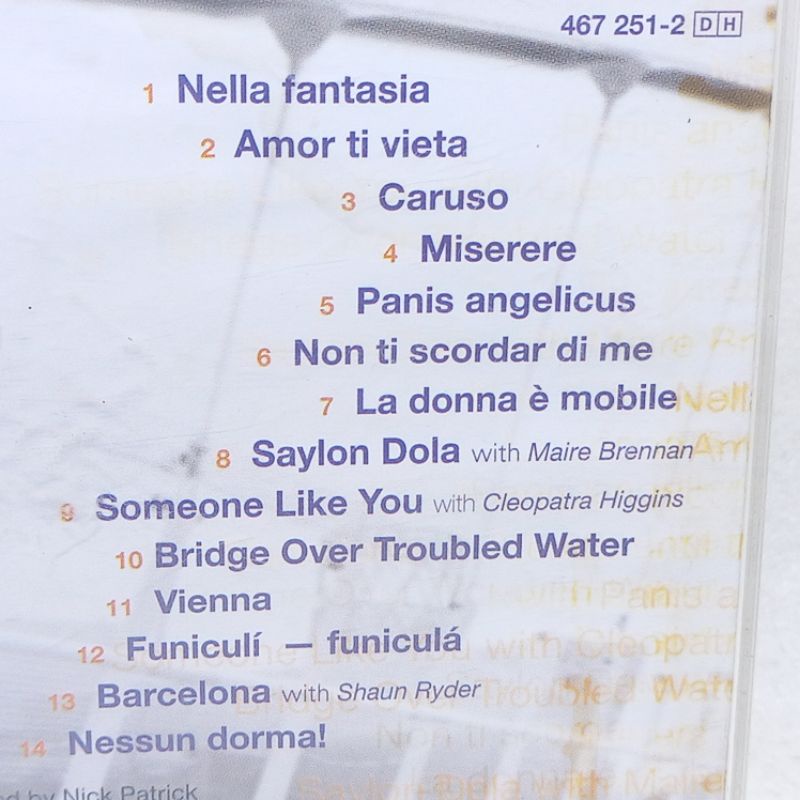 467 251-2 DH
1 Nella fantasia
2 Amor ti vieta
3 Caruso
4 Miserere
5 Panis angelicus
6 Non ti scordar di me
7 La donna è mobile
8 Saylon Dola with Maire Brennan
9 Someone Like You with Cleopatra Higgins
10 Bridge Over Troubled Water
11 Vienna
12 Funiculí — funiculá
13 Barcelona with Shaun Ryder
14 Nessun dorma!
by Nick Patrick